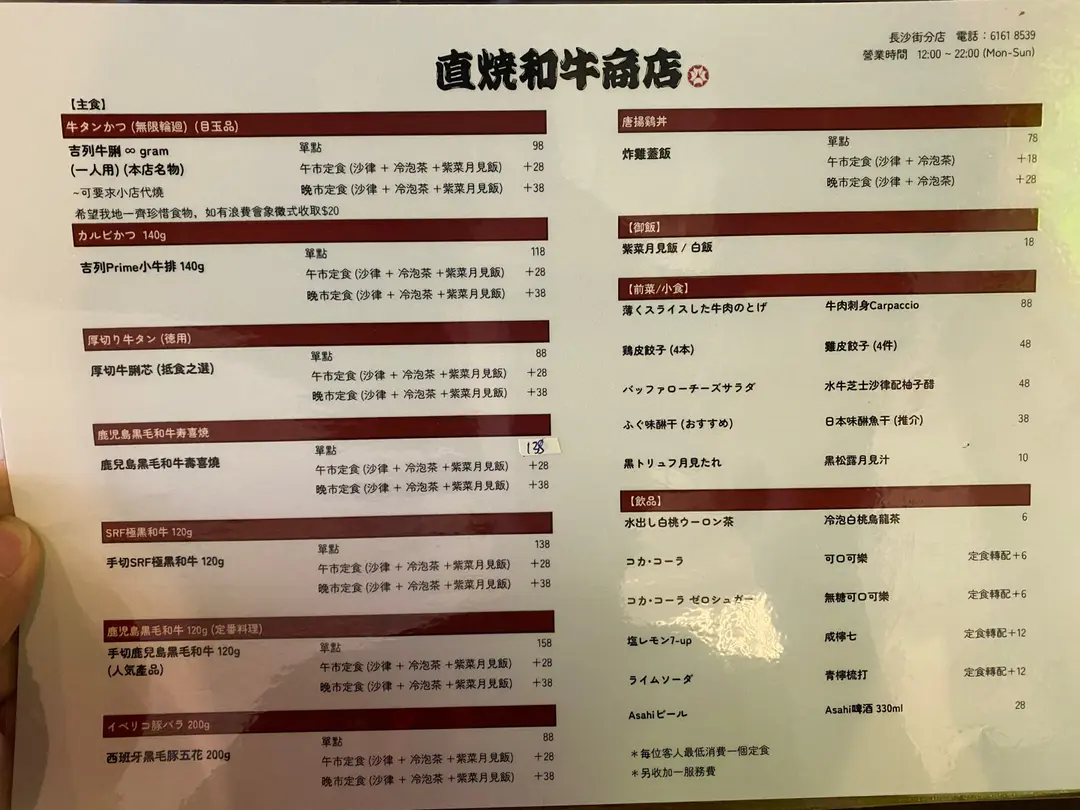 長沙街分店 電話：6161 8539
營業時間 12:00 ~ 22:00 (Mon-Sun)
直焼和牛商店
【主食】
牛タンかつ (無限輪廻) (目玉品)
吉列牛脷 ∞ gram
(一人用) (本店名物)
~可要求小店代燒
單點 98
午市定食 (沙律 + 冷泡茶 +紫菜月見飯) +28
晚市定食 (沙律 + 冷泡茶 +紫菜月見飯) +38
希望我地一齊珍惜食物，如有浪費會象徵式收取$20
カルビかつ 140g
吉列Prime小牛排 140g
單點 118
午市定食 (沙律 + 冷泡茶 +紫菜月見飯) +28
晚市定食 (沙律 + 冷泡茶 +紫菜月見飯) +38
厚切り牛タン (徳用)
厚切牛脷芯 (抵食之選)
單點 88
午市定食 (沙律 + 冷泡茶 +紫菜月見飯) +28
晚市定食 (沙律 + 冷泡茶 +紫菜月見飯) +38
鹿児島黒毛和牛寿喜燒
鹿兒島黑毛和牛壽喜燒
單點 138
午市定食 (沙律 + 冷泡茶 +紫菜月見飯) +28
晚市定食 (沙律 + 冷泡茶 +紫菜月見飯) +38
SRF極黒和牛 120g
手切SRF極黑和牛 120g
單點 138
午市定食 (沙律 + 冷泡茶 +紫菜月見飯) +28
晚市定食 (沙律 + 冷泡茶 +紫菜月見飯) +38
鹿児島黒毛和牛 120g (定番料理)
手切鹿兒島黑毛和牛 120g
(人気產品)
單點 158
午市定食 (沙律 + 冷泡茶 +紫菜月見飯) +28
晚市定食 (沙律 + 冷泡茶 +紫菜月見飯) +38
イベリコ豚バラ 200g
西班牙黑毛豚五花 200g
單點 88
午市定食 (沙律 + 冷泡茶 +紫菜月見飯) +28
晚市定食 (沙律 + 冷泡茶 +紫菜月見飯) +38
唐揚鶏丼
炸雞蓋飯
單點 78
午市定食 (沙律 + 冷泡茶) +18
晚市定食 (沙律 + 冷泡茶) +28
【御飯】
紫菜月見飯 / 白飯 18
【前菜/小食】
薄くスライスした牛肉のとげ 牛肉刺身Carpaccio 88
鶏皮餃子 (4本) 雞皮餃子 (4件) 48
バッファローチーズサラダ 水牛芝士沙律配柚子醋 48
ふぐ味醂干 (おすすめ) 日本味醂魚干 (推介) 38
黒トリュフ月見たれ 黑松露月見汁 10
【飲品】
水出し白桃ウーロン茶 冷泡白桃烏龍茶 6
コカ・コーラ 可口可樂 定食轉配+6
コカ・コーラ ゼロシュガー 無糖可口可樂 定食轉配+6
塩レモン7-up 咸檸七 定食轉配+12
ライムソーダ 青檸梳打 定食轉配+12
Asahiビール Asahi啤酒 330ml 28
＊每位客人最低消費一個定食
＊另收加一服務費